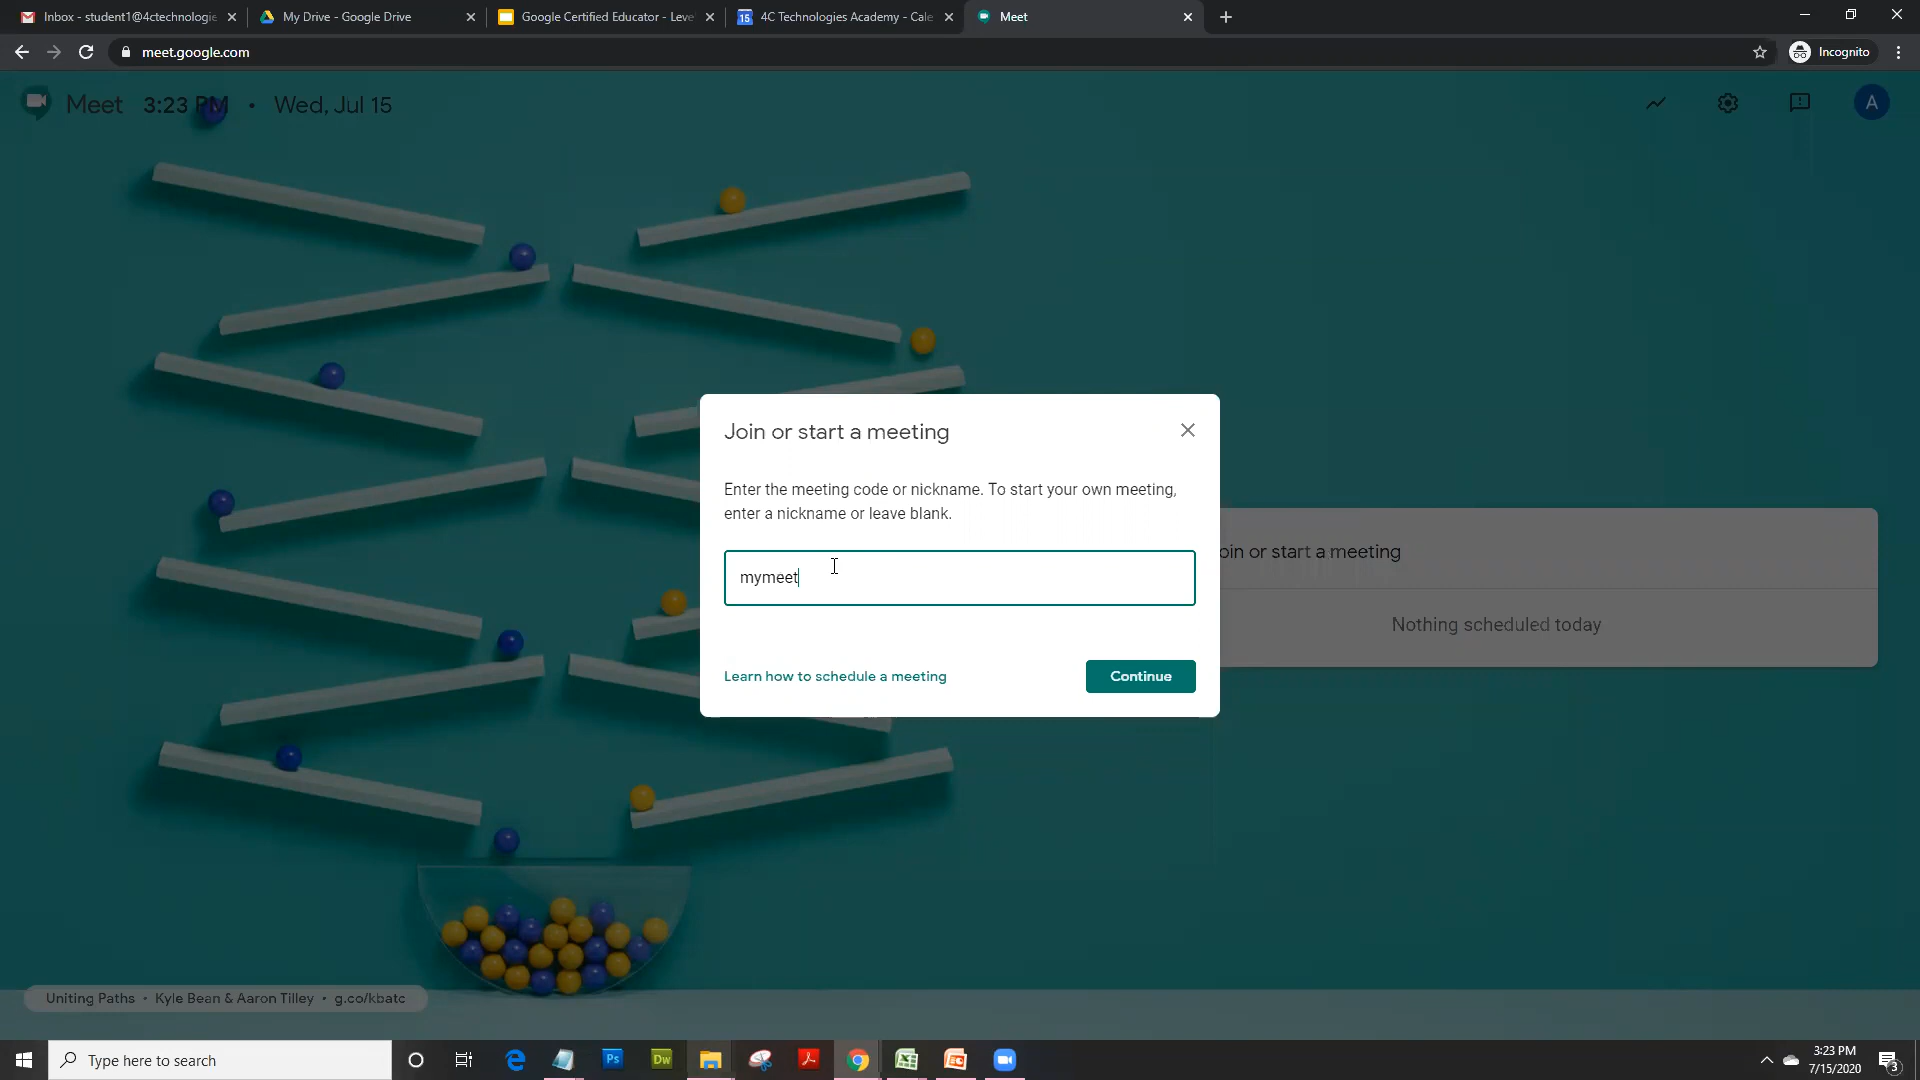 Inbox - student1@4ctechnologie
My Drive - Google Drive
Google Certified Educator - Leve
15
4C Technologies Academy - Cale
Meet
meet.google.com
Incognito
Meet 3:23 PM • Wed, Jul 15
A
Join or start a meeting
Enter the meeting code or nickname. To start your own meeting,
enter a nickname or leave blank.
oin or start a meeting
mymeet
Nothing scheduled today
Learn how to schedule a meeting
Continue
Uniting Paths • Kyle Bean & Aaron Tilley • g.co/kbatc
Type here to search
Ps
Dw
3:23 PM
7/15/2020
3